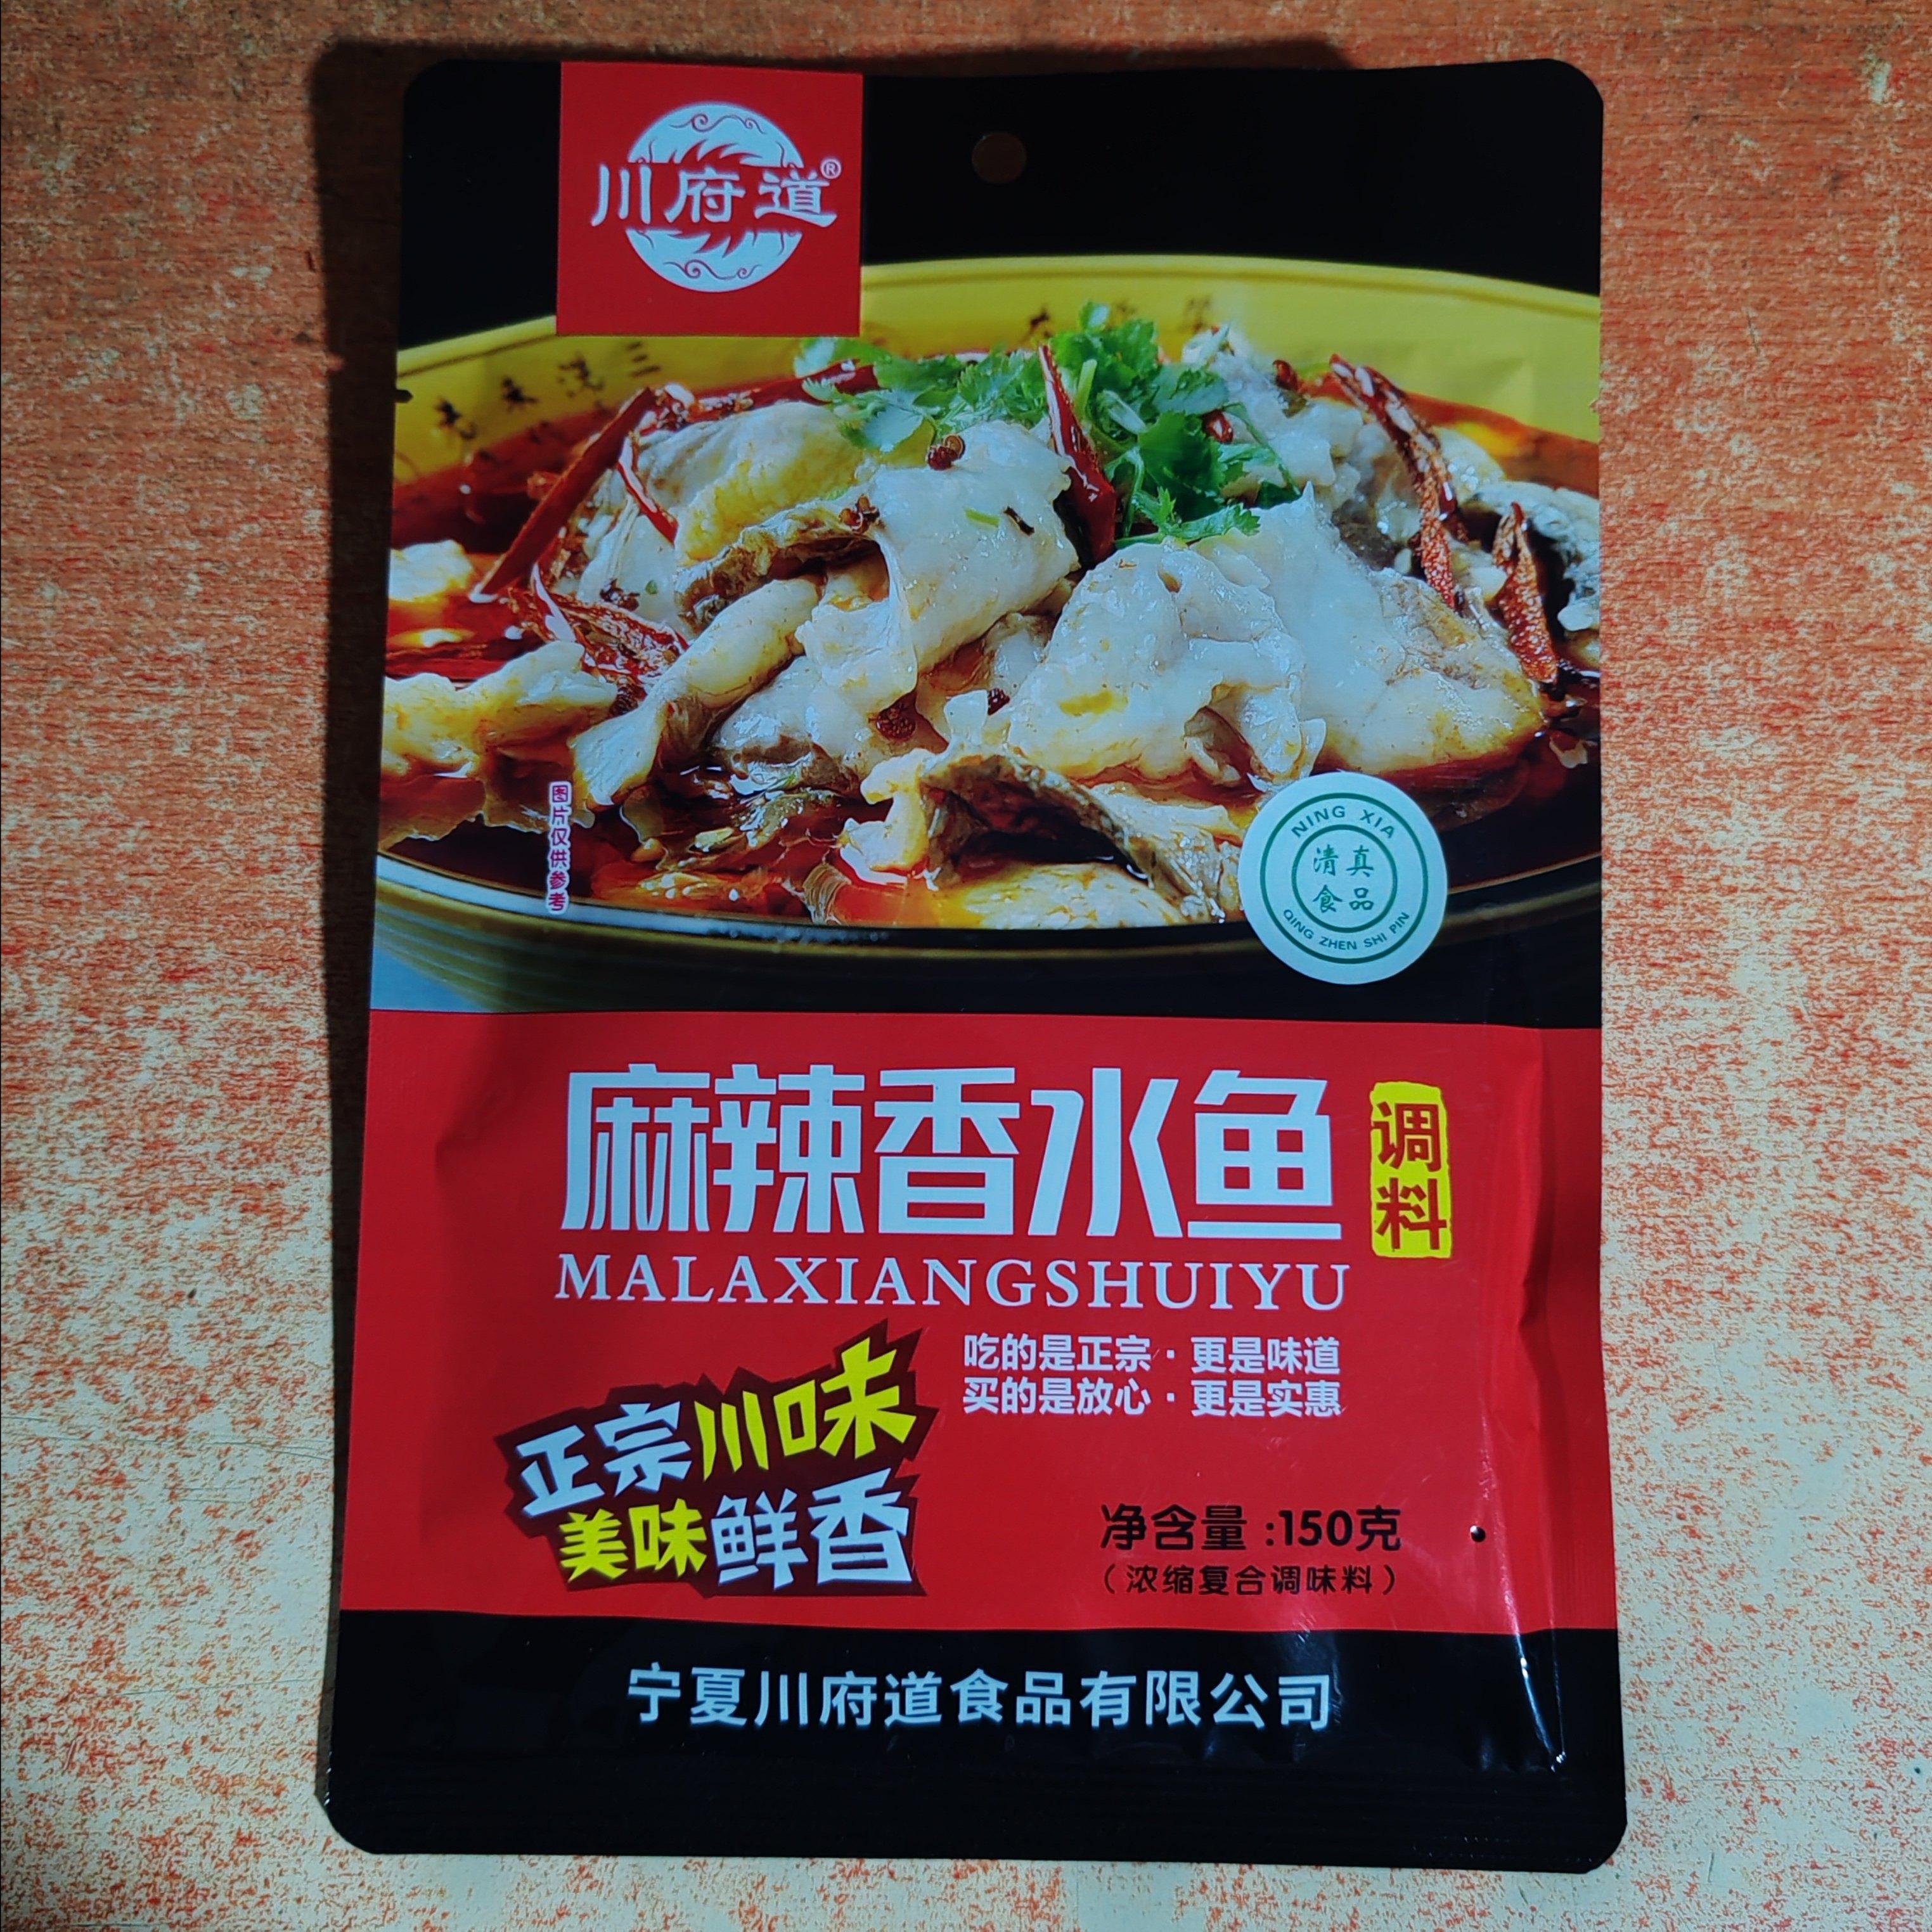 川府道®
图片仅供参考
NING XIA
清真
食品
QING ZHEN SHI PIN
麻辣香水鱼
调料
MALAXIANGSHUIYU
吃的是正宗·更是味道
买的是放心·更是实惠
正宗川味
美味鲜香
净含量:150克
（浓缩复合调味料）
宁夏川府道食品有限公司